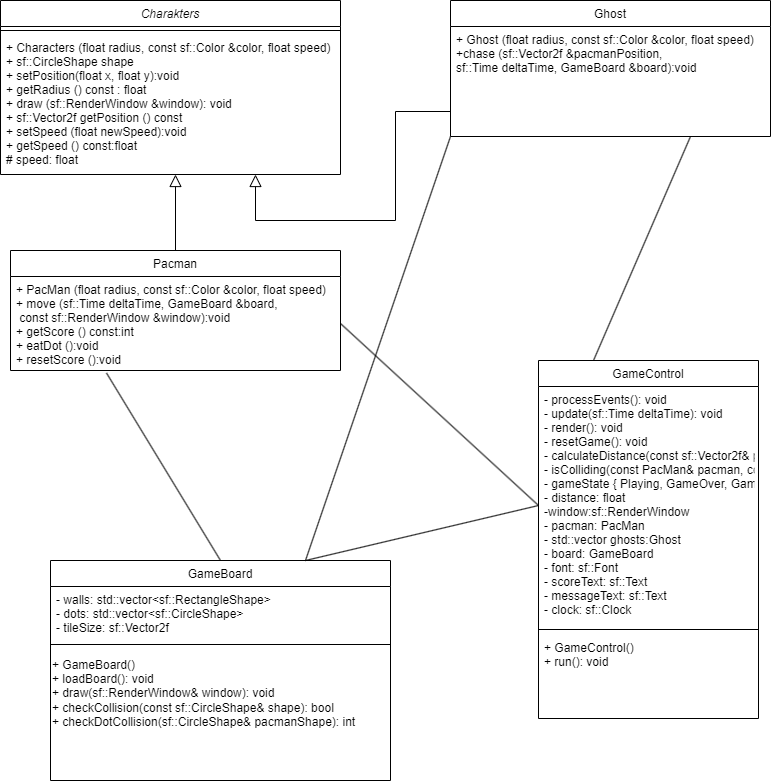 Charakters
+ Characters (float radius, const sf::Color &color, float speed)
+ sf::CircleShape shape
+ setPosition(float x, float y):void
+ getRadius () const : float
+ draw (sf::RenderWindow &window): void
+ sf::Vector2f getPosition () const
+ setSpeed (float newSpeed):void
+ getSpeed () const:float
# speed: float
Ghost
+ Ghost (float radius, const sf::Color &color, float speed)
+chase (sf::Vector2f &pacmanPosition,
sf::Time deltaTime, GameBoard &board):void
Pacman
+ PacMan (float radius, const sf::Color &color, float speed)
+ move (sf::Time deltaTime, GameBoard &board,
const sf::RenderWindow &window):void
+ getScore () const:int
+ eatDot ():void
+ resetScore ():void
GameControl
- processEvents(): void
- update(sf::Time deltaTime): void
- render(): void
- resetGame(): void
- calculateDistance(const sf::Vector2f&
- isColliding(const PacMan& pacman,
- gameState { Playing, GameOver,
- distance: float
-window:sf::RenderWindow
- pacman: PacMan
- std::vector ghosts:Ghost
- board: GameBoard
- font: sf::Font
- scoreText: sf::Text
- messageText: sf::Text
- clock: sf::Clock
+ GameControl()
+ run(): void
GameBoard
- walls: std::vector<sf::RectangleShape>
- dots: std::vector<sf::CircleShape>
- tileSize: sf::Vector2f
+ GameBoard()
+ loadBoard(): void
+ draw(sf::RenderWindow& window): void
+ checkCollision(const sf::CircleShape& shape): bool
+ checkDotCollision(sf::CircleShape& pacmanShape): int